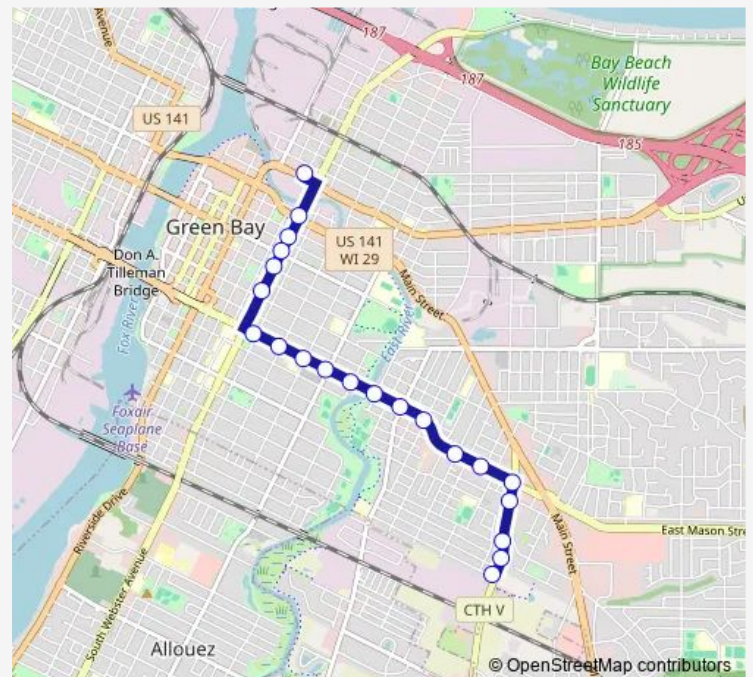 Avenue
187
187
Bay Beach
Wildlife
Sanctuary
US 141
185
Green Bay
US 141
WI 29
Don A.
Tilleman
Bridge
Main Street
Fox River
East River
Foxair
Seaplane
Base
Riverside Drive
Main Street
East Mason Stre
South Webster Avenue
CTH V
Allouez
© OpenStreetMap contributors